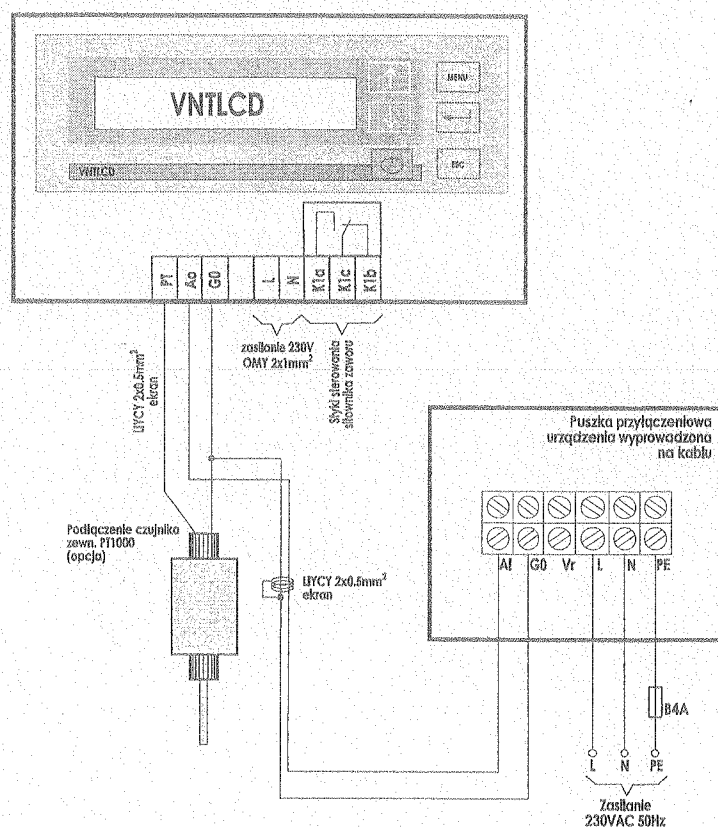 VNTLCD
MENU
ESC
VNTLCD
PT
Ao
G0
L
N
K1a
K1c
K1b
zasilanie 230V
OMY 2x1mm²
Styki sterowania
siłownika zaworu
LIYCY 2x0.5mm²
ekran
Puszka przyłączeniowa
urządzenia wyprowadzona
na kablu
Podłączenie czujnika
zewn. PT1000
(opcja)
LIYCY 2x0.5mm²
ekran
AI
G0
Vr
L
N
PE
B4A
L
N
PE
Zasilanie
230VAC 50Hz